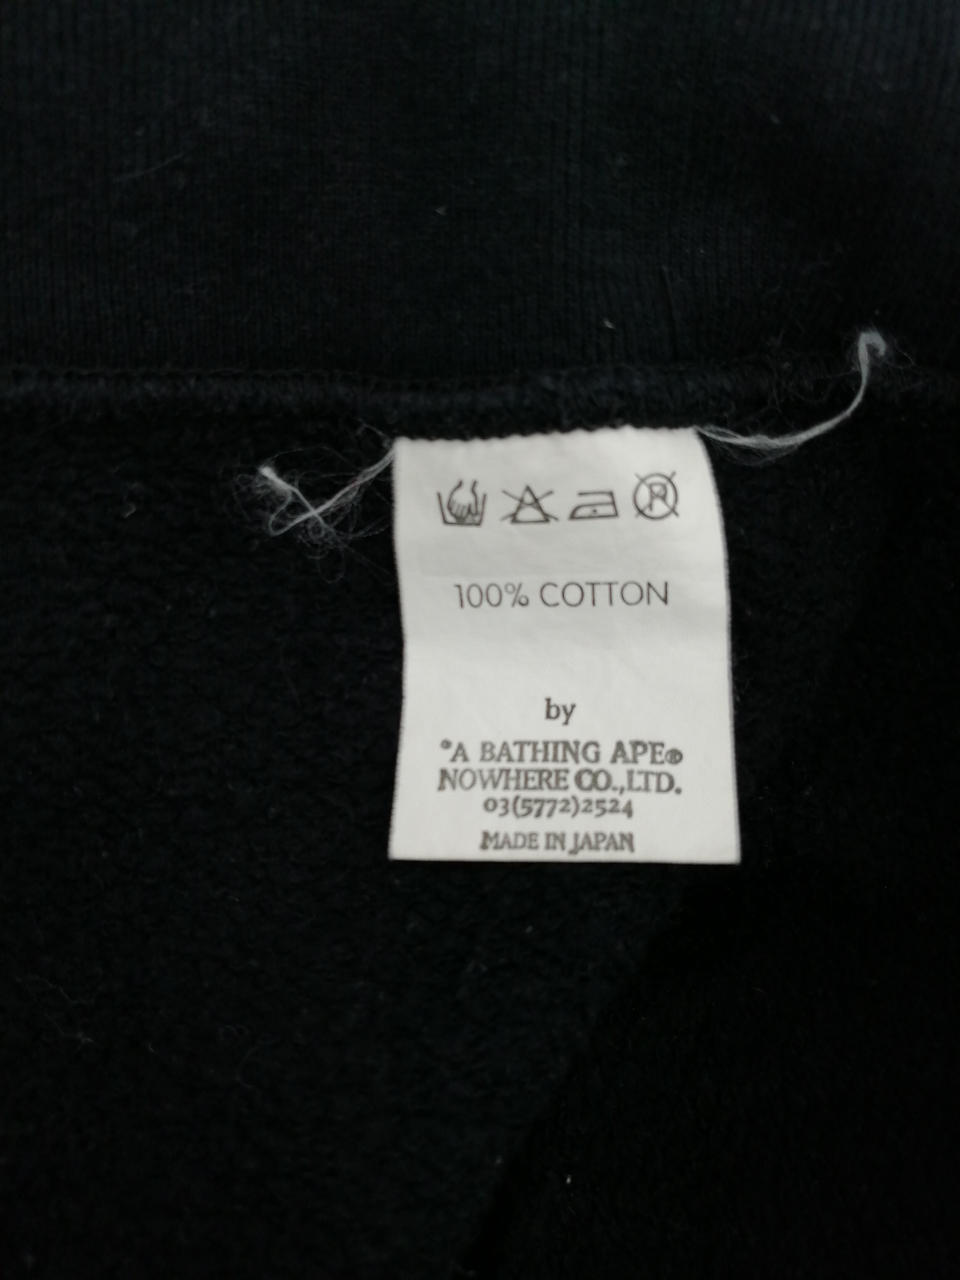 100% COTTON
by
°A BATHING APE®
NOWHERE CO.,LTD.
03(5772)2524
MADE IN JAPAN